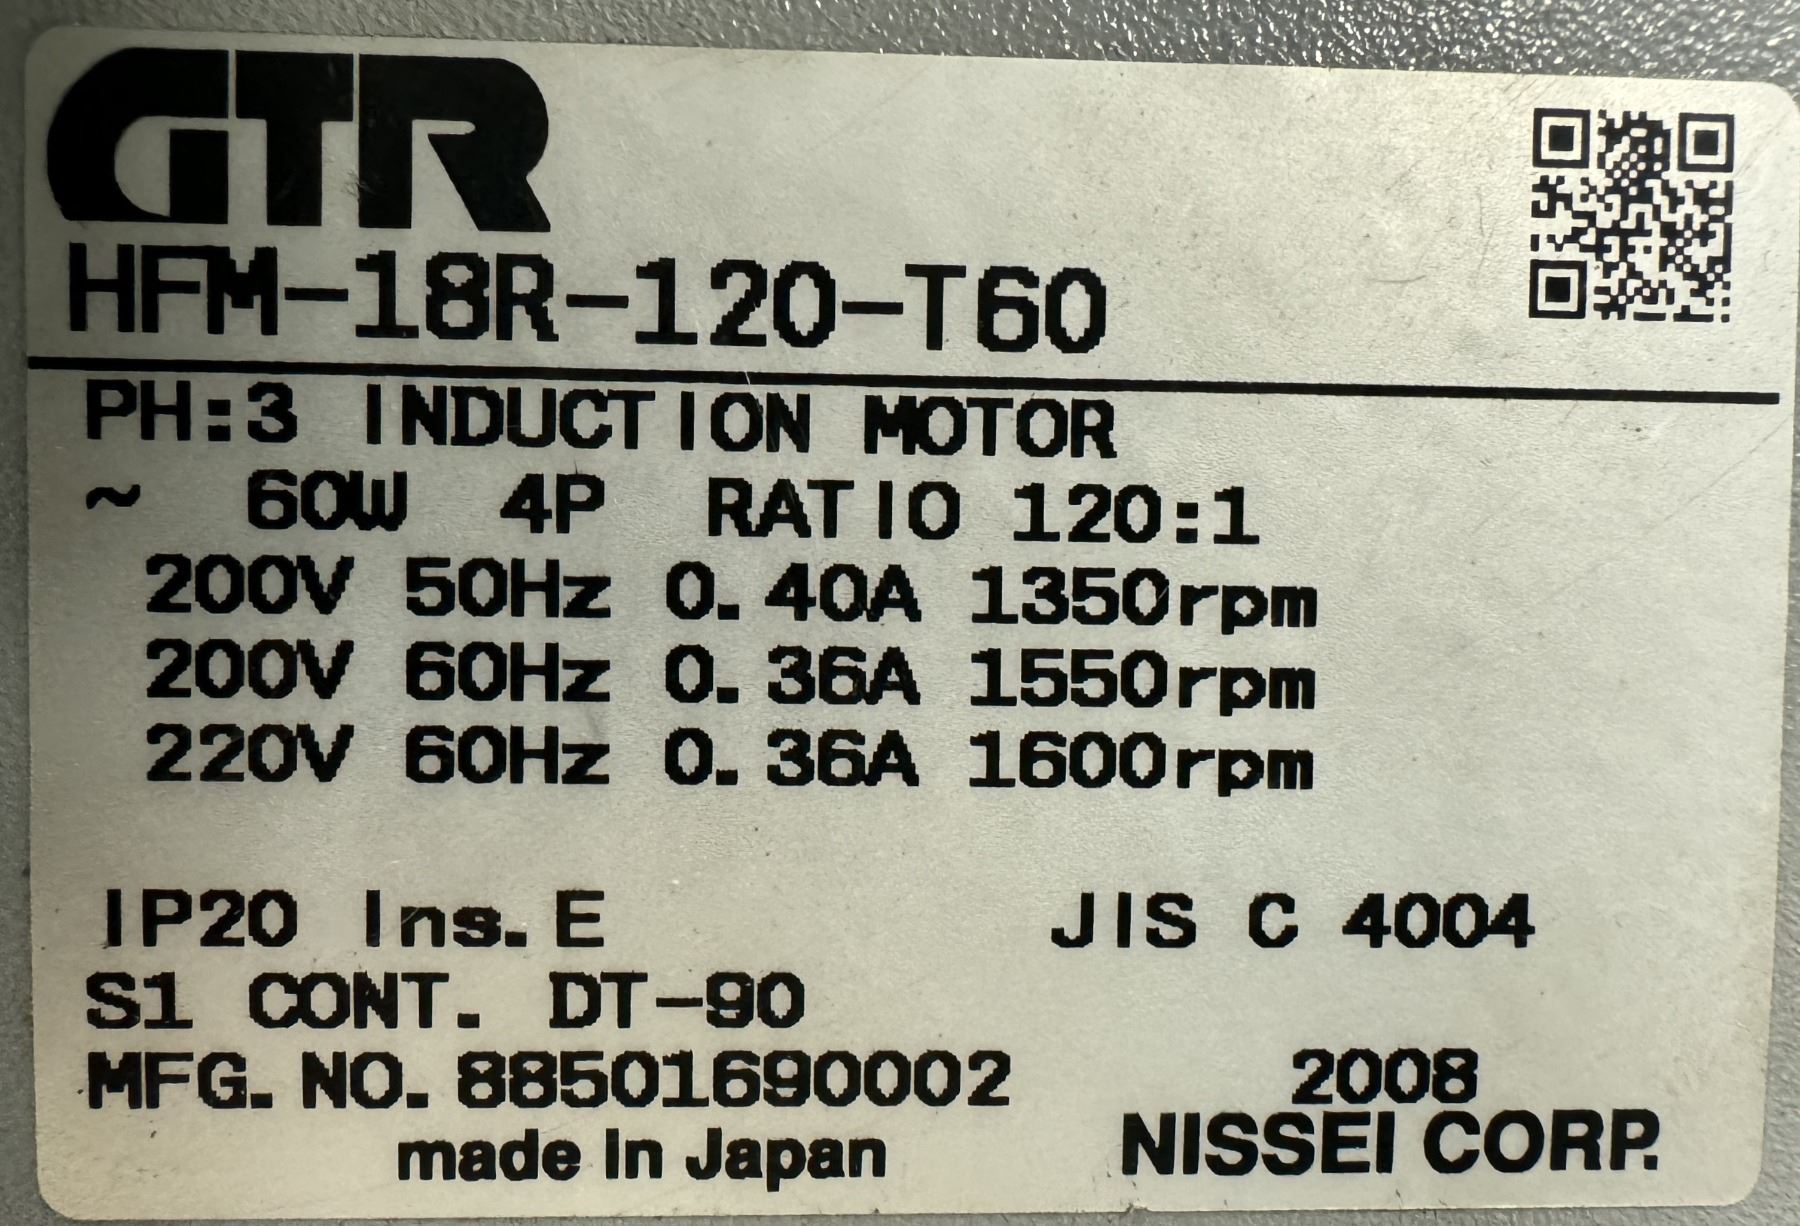 GTR
HFM-18R-120-T60
PH:3 INDUCTION MOTOR
~ 60W 4P RATIO 120:1
200V 50Hz 0.40A 1350rpm
200V 60Hz 0.36A 1550rpm
220V 60Hz 0.36A 1600rpm
IP20 Ins.E JIS C 4004
S1 CONT. DT-90
MFG.NO.88501690002 2008
made in Japan NISSEI CORP.